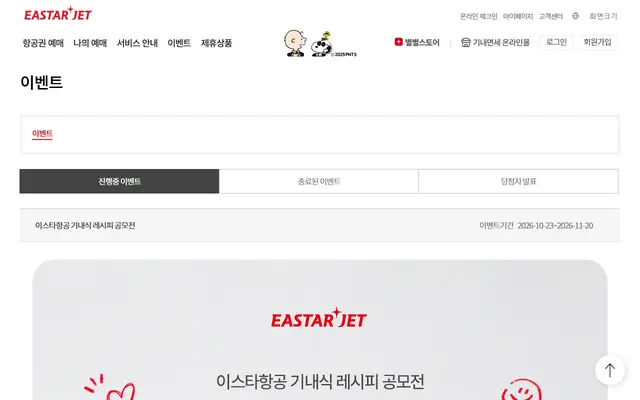 EASTAR JET
온라인 체크인 마이페이지 고객센터 화면크기
항공권 예매 나의 예매 서비스 안내 이벤트 제휴상품
ⓒ2025 PNTS
별별스토어 기내면세 온라인몰 로그인 회원가입
이벤트
이벤트
진행중 이벤트 종료된 이벤트 당첨자 발표
이스타항공 기내식 레시피 공모전 이벤트기간 2026-10-23~2026-11-20
EASTAR JET
이스타항공 기내식 레시피 공모전